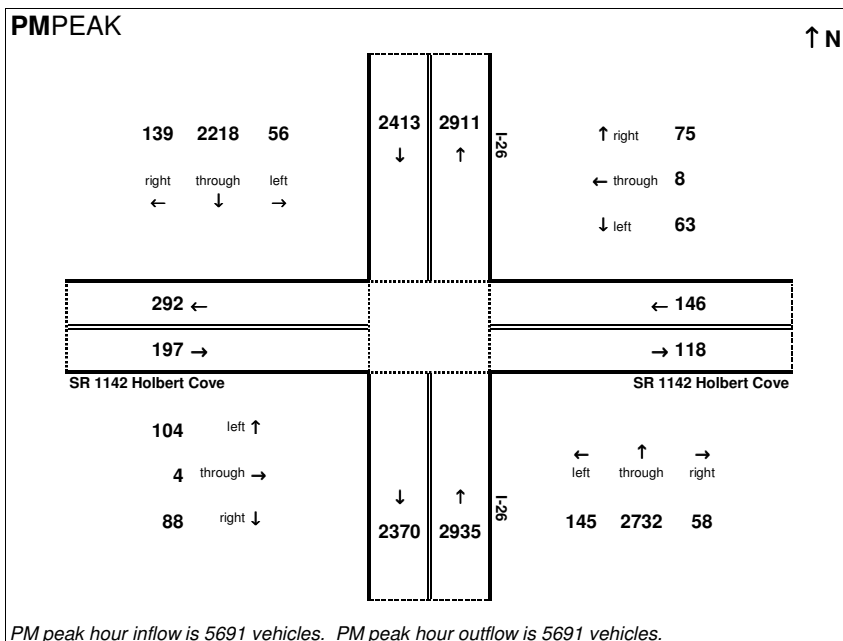 PMPEAK
↑ N
139 2218 56
right through left
← ↓ →
2413 2911
↓ ↑
I-26
↑ right 75
← through 8
↓ left 63
292 ←
197 →
← 146
→ 118
SR 1142 Holbert Cove
SR 1142 Holbert Cove
104 left ↑
4 through →
88 right ↓
↓ ↑
2370 2935
I-26
← ↑ →
left through right
145 2732 58
PM peak hour inflow is 5691 vehicles. PM peak hour outflow is 5691 vehicles.